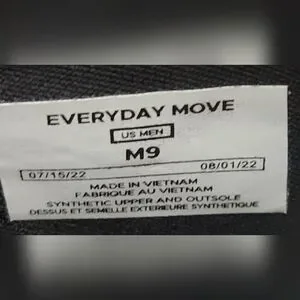 EVERYDAY MOVE
US MEN
M9
07/15/22 08/01/22
MADE IN VIETNAM
FABRIQUE AU VIETNAM
SYNTHETIC UPPER AND OUTSOLE
DESSUS ET SEMELLE EXTERIEURE SYNTHETIQUE